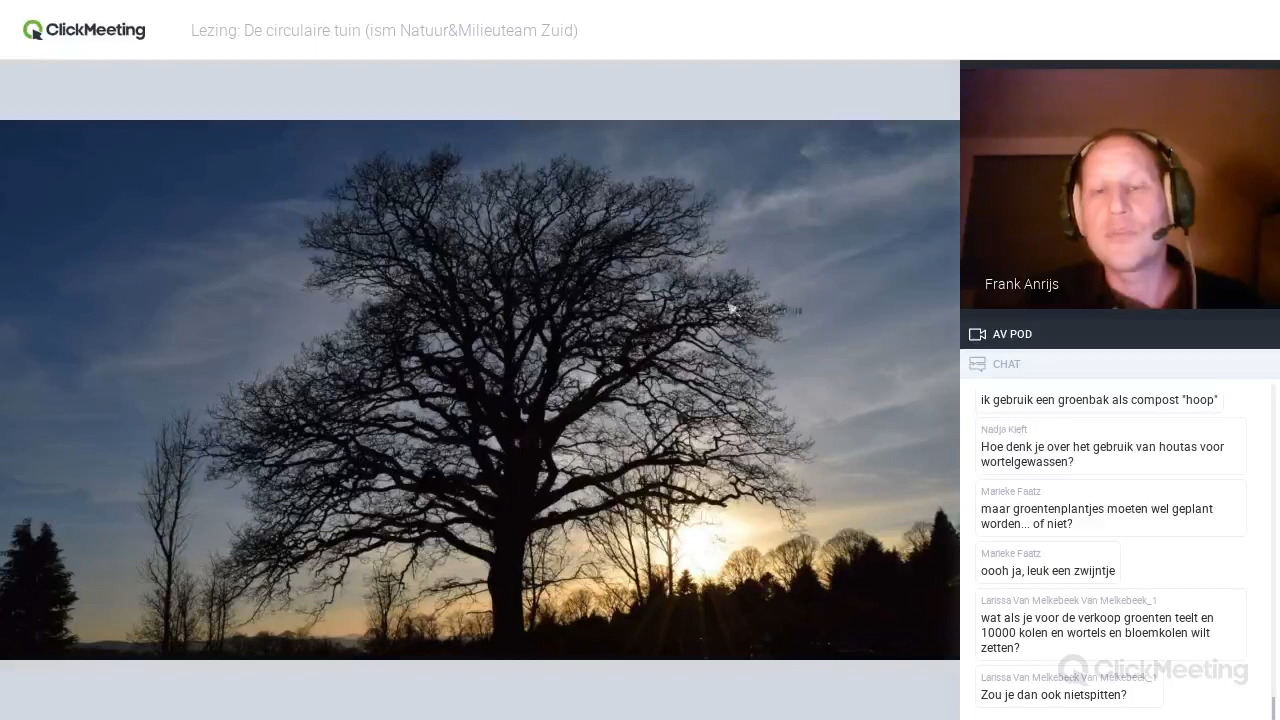 ClickMeeting
Lezing: De circulaire tuin (ism Natuur&Milieuteam Zuid)
Frank Anrijs
AV POD
CHAT
ik gebruik een groenbak als compost "hoop"
Nadja Kieft
Hoe denk je over het gebruik van houtas voor
wortelgewassen?
Marieke Faatz
maar groentenplantjes moeten wel geplant
worden... of niet?
Marieke Faatz
oooh ja, leuk een zwijntje
Larissa Van Melkebeek Van Melkebeek_1
wat als je voor de verkoop groenten teelt en
10000 kolen en wortels en bloemkolen wilt
zetten?
Larissa Van Melkebeek Van Melkebeek_1
Zou je dan ook nietspitten?
ClickMeeting